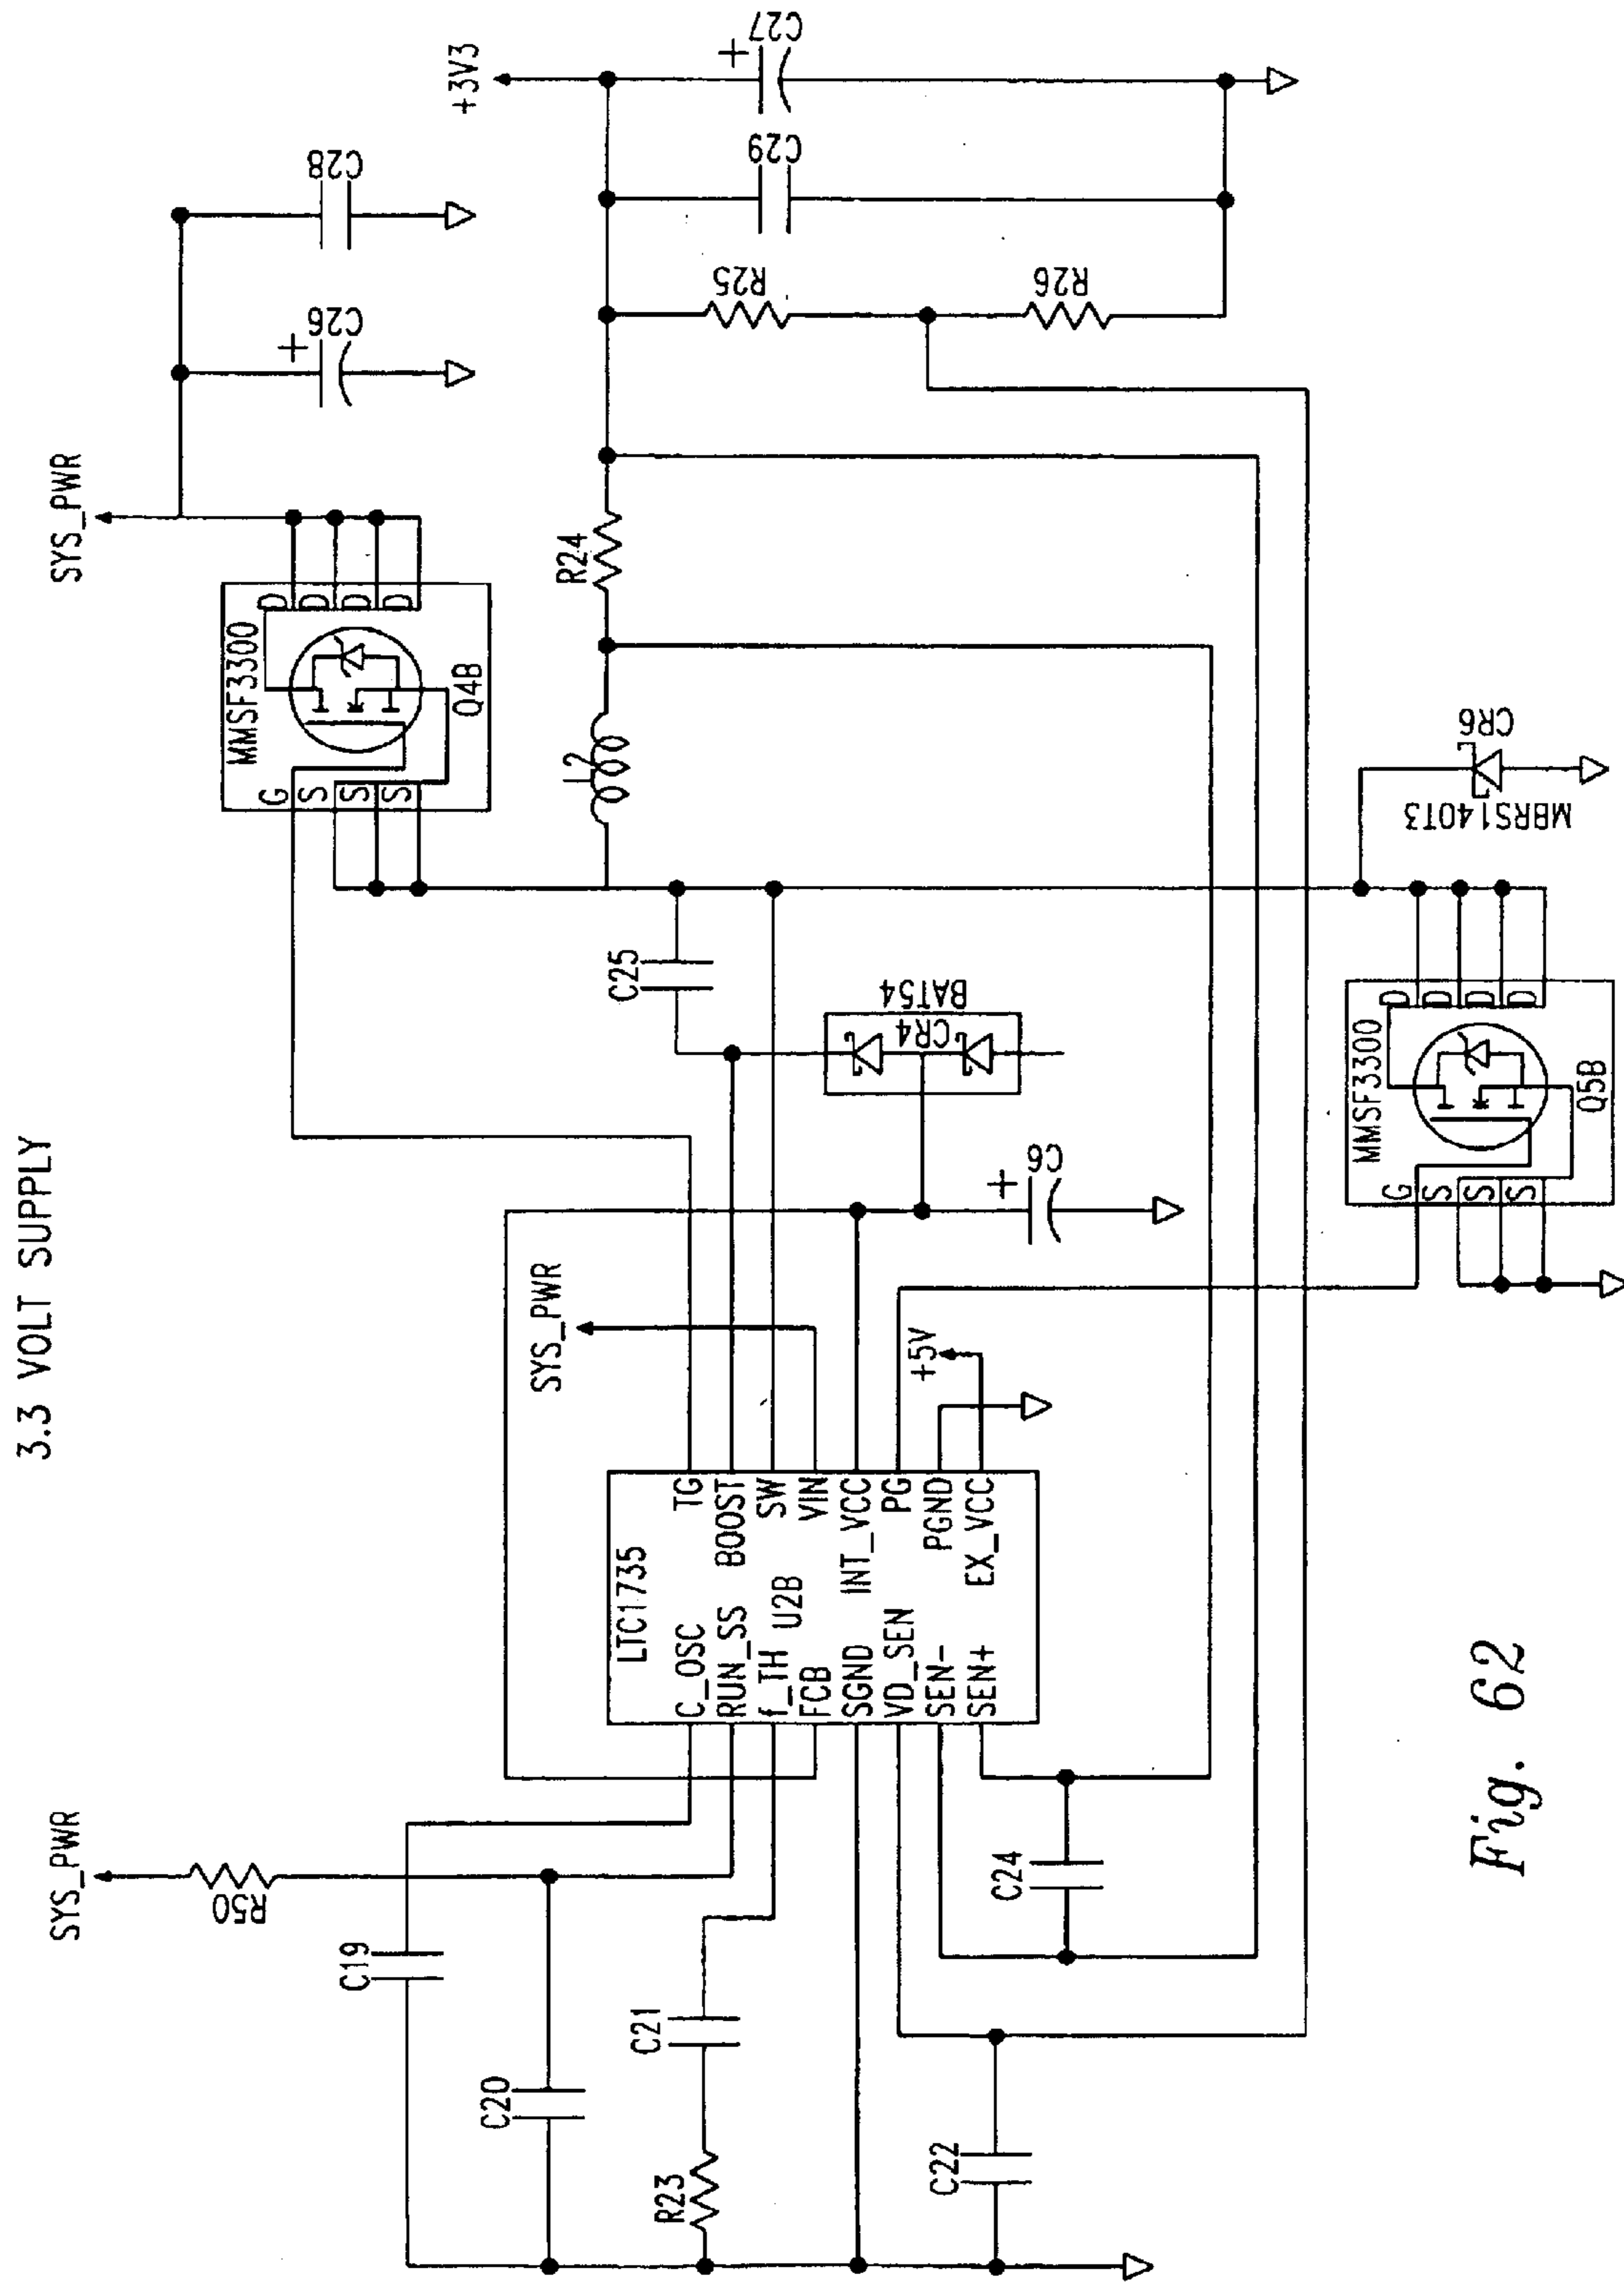 3.3 VOLT SUPPLY
SYS_PWR
R50
C19
C20
C21
R23
C22
C24
LTC1735
U2B
C_OSC
RUN_SS
f_TH
FCB
SGND
VD_SEN
SEN-
SEN+
TG
BOOST
SW
VIN
INT_VCC
PG
PGND
EX_VCC
SYS_PWR
+5V
+
C6
BAT54
CR4
C25
L2
R24
MMSF3300
G
S
S
S
D
D
D
D
Q4B
SYS_PWR
+
C26
C28
+3V3
R25
R26
C29
+
C27
MMSF3300
G
S
S
S
D
D
D
D
Q5B
CR6
MBRS140T3
Fig. 62